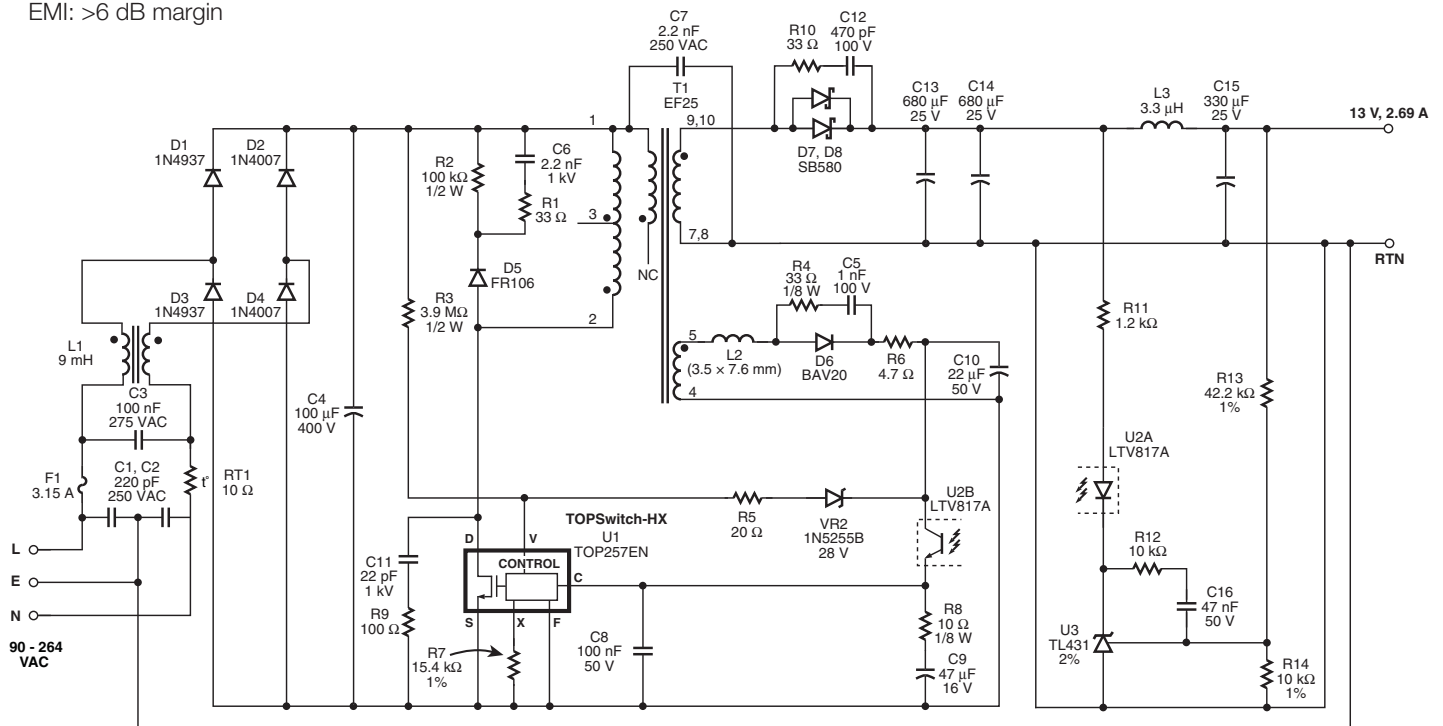 EMI: >6 dB margin
C7
2.2 nF
250 VAC
T1
EF25
R10
33 Ω
C12
470 pF
100 V
D7, D8
SB580
C13
680 µF
25 V
C14
680 µF
25 V
L3
3.3 µH
C15
330 µF
25 V
13 V, 2.69 A
RTN
D1
1N4937
D2
1N4007
D3
1N4937
D4
1N4007
R2
100 kΩ
1/2 W
C6
2.2 nF
1 kV
R1
33 Ω
D5
FR106
R3
3.9 MΩ
1/2 W
1
3
2
NC
9,10
7,8
5
4
L2
(3.5 × 7.6 mm)
R4
33 Ω
1/8 W
C5
1 nF
100 V
D6
BAV20
R6
4.7 Ω
C10
22 µF
50 V
R11
1.2 kΩ
R13
42.2 kΩ
1%
L1
9 mH
C3
100 nF
275 VAC
C4
100 µF
400 V
F1
3.15 A
C1, C2
220 pF
250 VAC
t°
RT1
10 Ω
L
E
N
90 - 264
VAC
C11
22 pF
1 kV
R9
100 Ω
TOPSwitch-HX
U1
TOP257EN
D
V
CONTROL
C
S
X
F
R7
15.4 kΩ
1%
R5
20 Ω
VR2
1N5255B
28 V
U2B
LTV817A
C8
100 nF
50 V
R8
10 Ω
1/8 W
C9
47 µF
16 V
U2A
LTV817A
R12
10 kΩ
C16
47 nF
50 V
U3
TL431
2%
R14
10 kΩ
1%